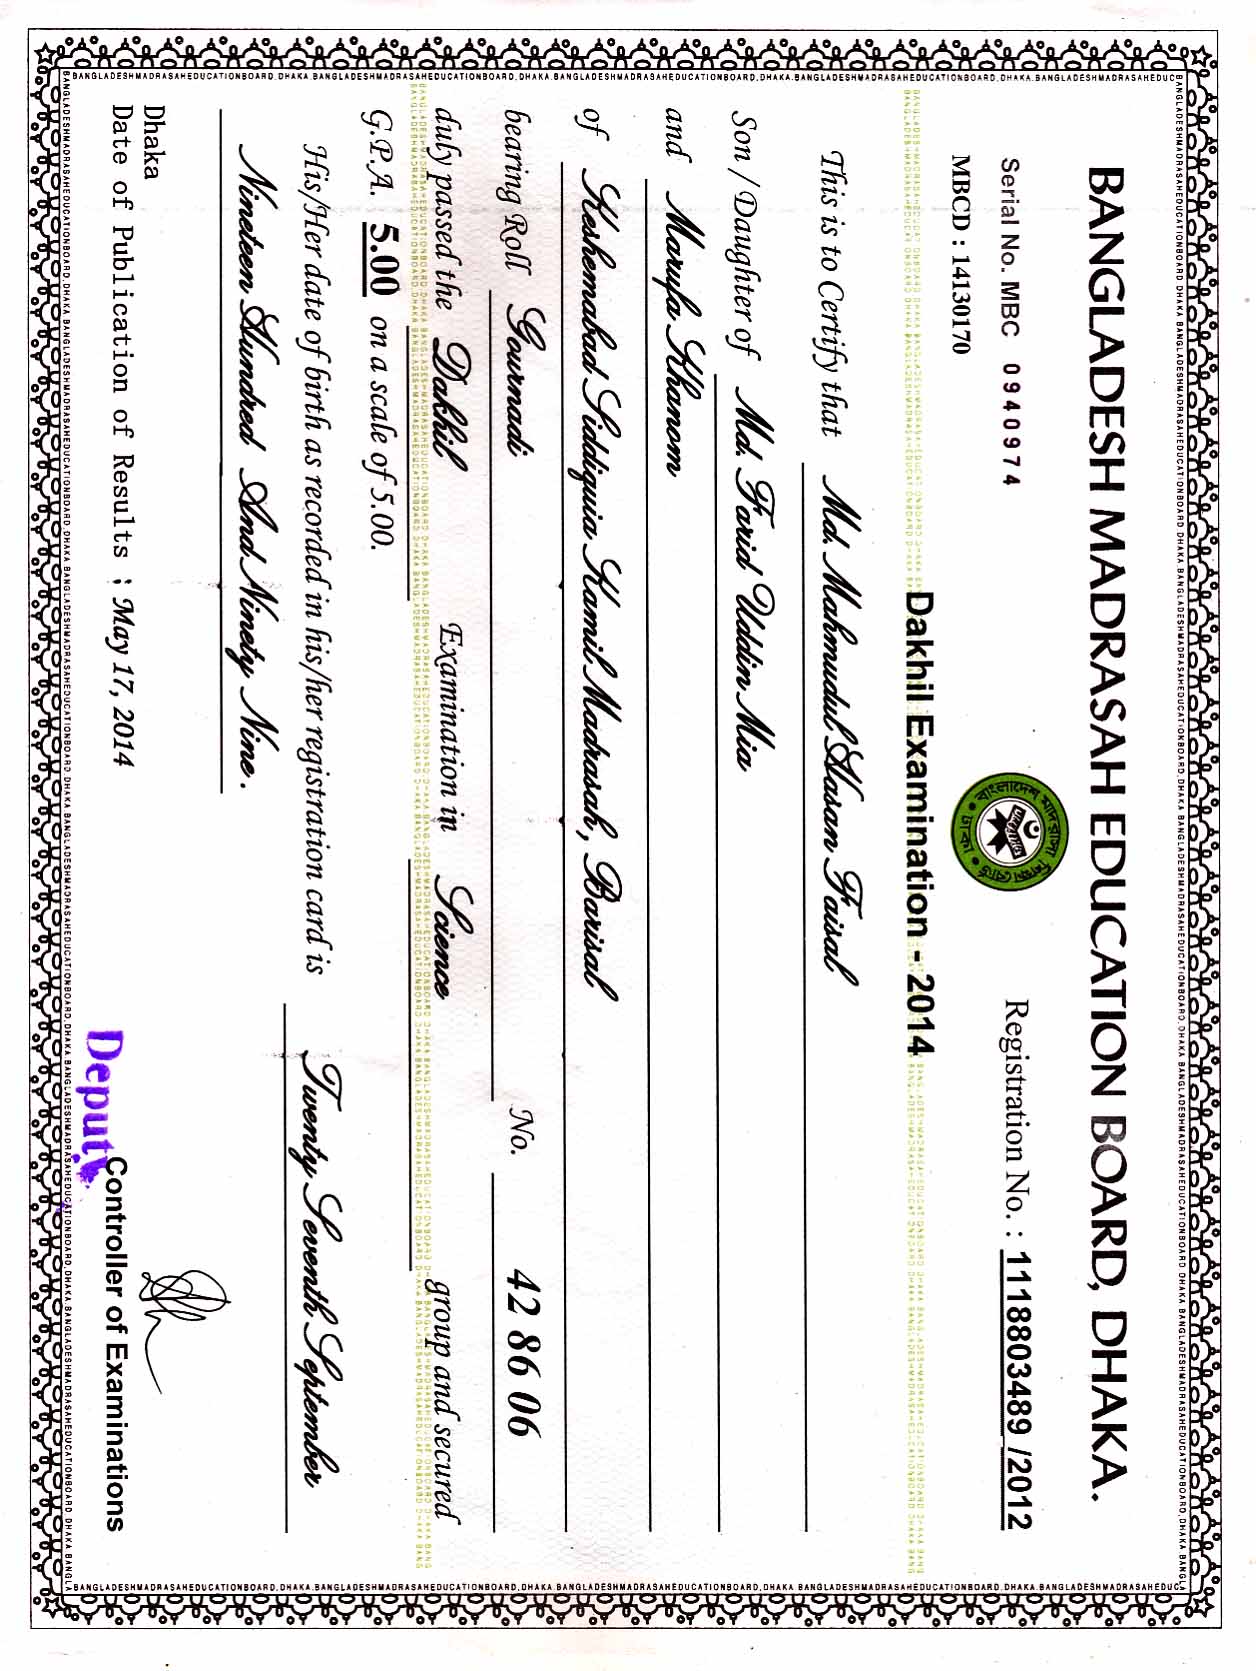 BANGLADESH MADRASAH EDUCATION BOARD, DHAKA.
Serial No. MBC 0940974
MBCD : 14130170
বাংলাদেশ মাদরাসা শিক্ষা বোর্ড
ঢাকা
Registration No. : 1118803489 /2012
Dakhil Examination - 2014
This is to Certify that Md. Mahmudul Hasan Faisal
Son / Daughter of Md. Farid Uddin Mia
and Marufa Khanom
of Keshemabad Siddiquia Kamil Madrasah, Barisal
bearing Roll Gournadi No. 42 86 06
duly passed the Dakhil Examination in Science group and secured
G.P.A. 5.00 on a scale of 5.00.
His/Her date of birth as recorded in his/her registration card is Twenty Seventh September
Nineteen Hundred And Ninety Nine.
Dhaka
Date of Publication of Results : May 17, 2014
Deputy
Controller of Examinations